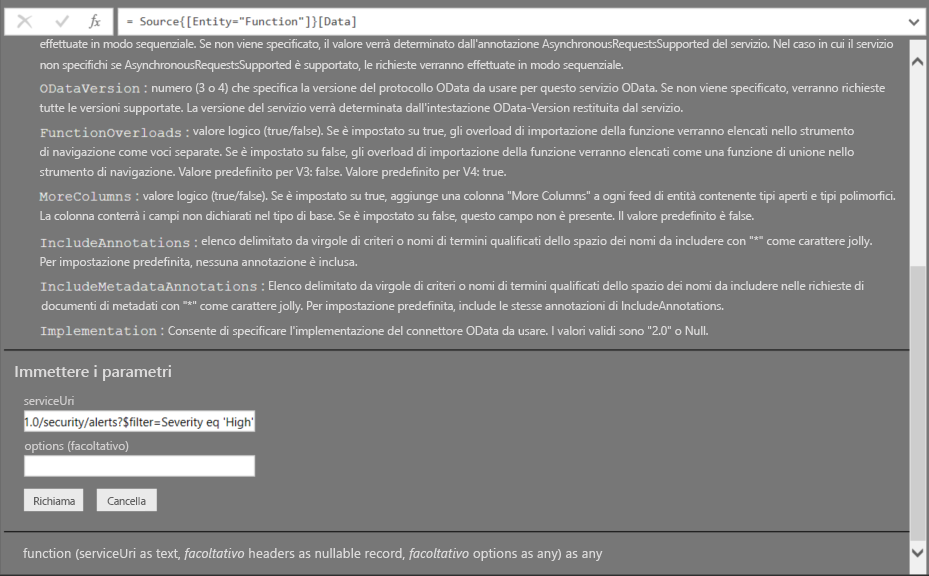 fx = Source{[Entity="Function"]}[Data]
effettuate in modo sequenziale. Se non viene specificato, il valore verrà determinato dall'annotazione AsynchronousRequestsSupported del servizio. Nel caso in cui il servizio
non specifichi se AsynchronousRequestsSupported è supportato, le richieste verranno effettuate in modo sequenziale.
ODataVersion : numero (3 o 4) che specifica la versione del protocollo OData da usare per questo servizio OData. Se non viene specificato, verranno richieste
tutte le versioni supportate. La versione del servizio verrà determinata dall'intestazione OData-Version restituita dal servizio.
FunctionOverloads : valore logico (true/false). Se è impostato su true, gli overload di importazione della funzione verranno elencati nello strumento
di navigazione come voci separate. Se è impostato su false, gli overload di importazione della funzione verranno elencati come una funzione di unione nello
strumento di navigazione. Valore predefinito per V3: false. Valore predefinito per V4: true.
MoreColumns : valore logico (true/false). Se è impostato su true, aggiunge una colonna "More Columns" a ogni feed di entità contenente tipi aperti e tipi polimorfici.
La colonna conterrà i campi non dichiarati nel tipo di base. Se è impostato su false, questo campo non è presente. Il valore predefinito è false.
IncludeAnnotations : elenco delimitato da virgole di criteri o nomi di termini qualificati dello spazio dei nomi da includere con "*" come carattere jolly.
Per impostazione predefinita, nessuna annotazione è inclusa.
IncludeMetadataAnnotations : Elenco delimitato da virgole di criteri o nomi di termini qualificati dello spazio dei nomi da includere nelle richieste di
documenti di metadati con "*" come carattere jolly. Per impostazione predefinita, include le stesse annotazioni di IncludeAnnotations.
Implementation : Consente di specificare l'implementazione del connettore OData da usare. I valori validi sono "2.0" o Null.
Immettere i parametri
serviceUri
1.0/security/alerts?$filter=Severity eq 'High'
options (facoltativo)
Richiama Cancella
function (serviceUri as text, facoltativo headers as nullable record, facoltativo options as any) as any